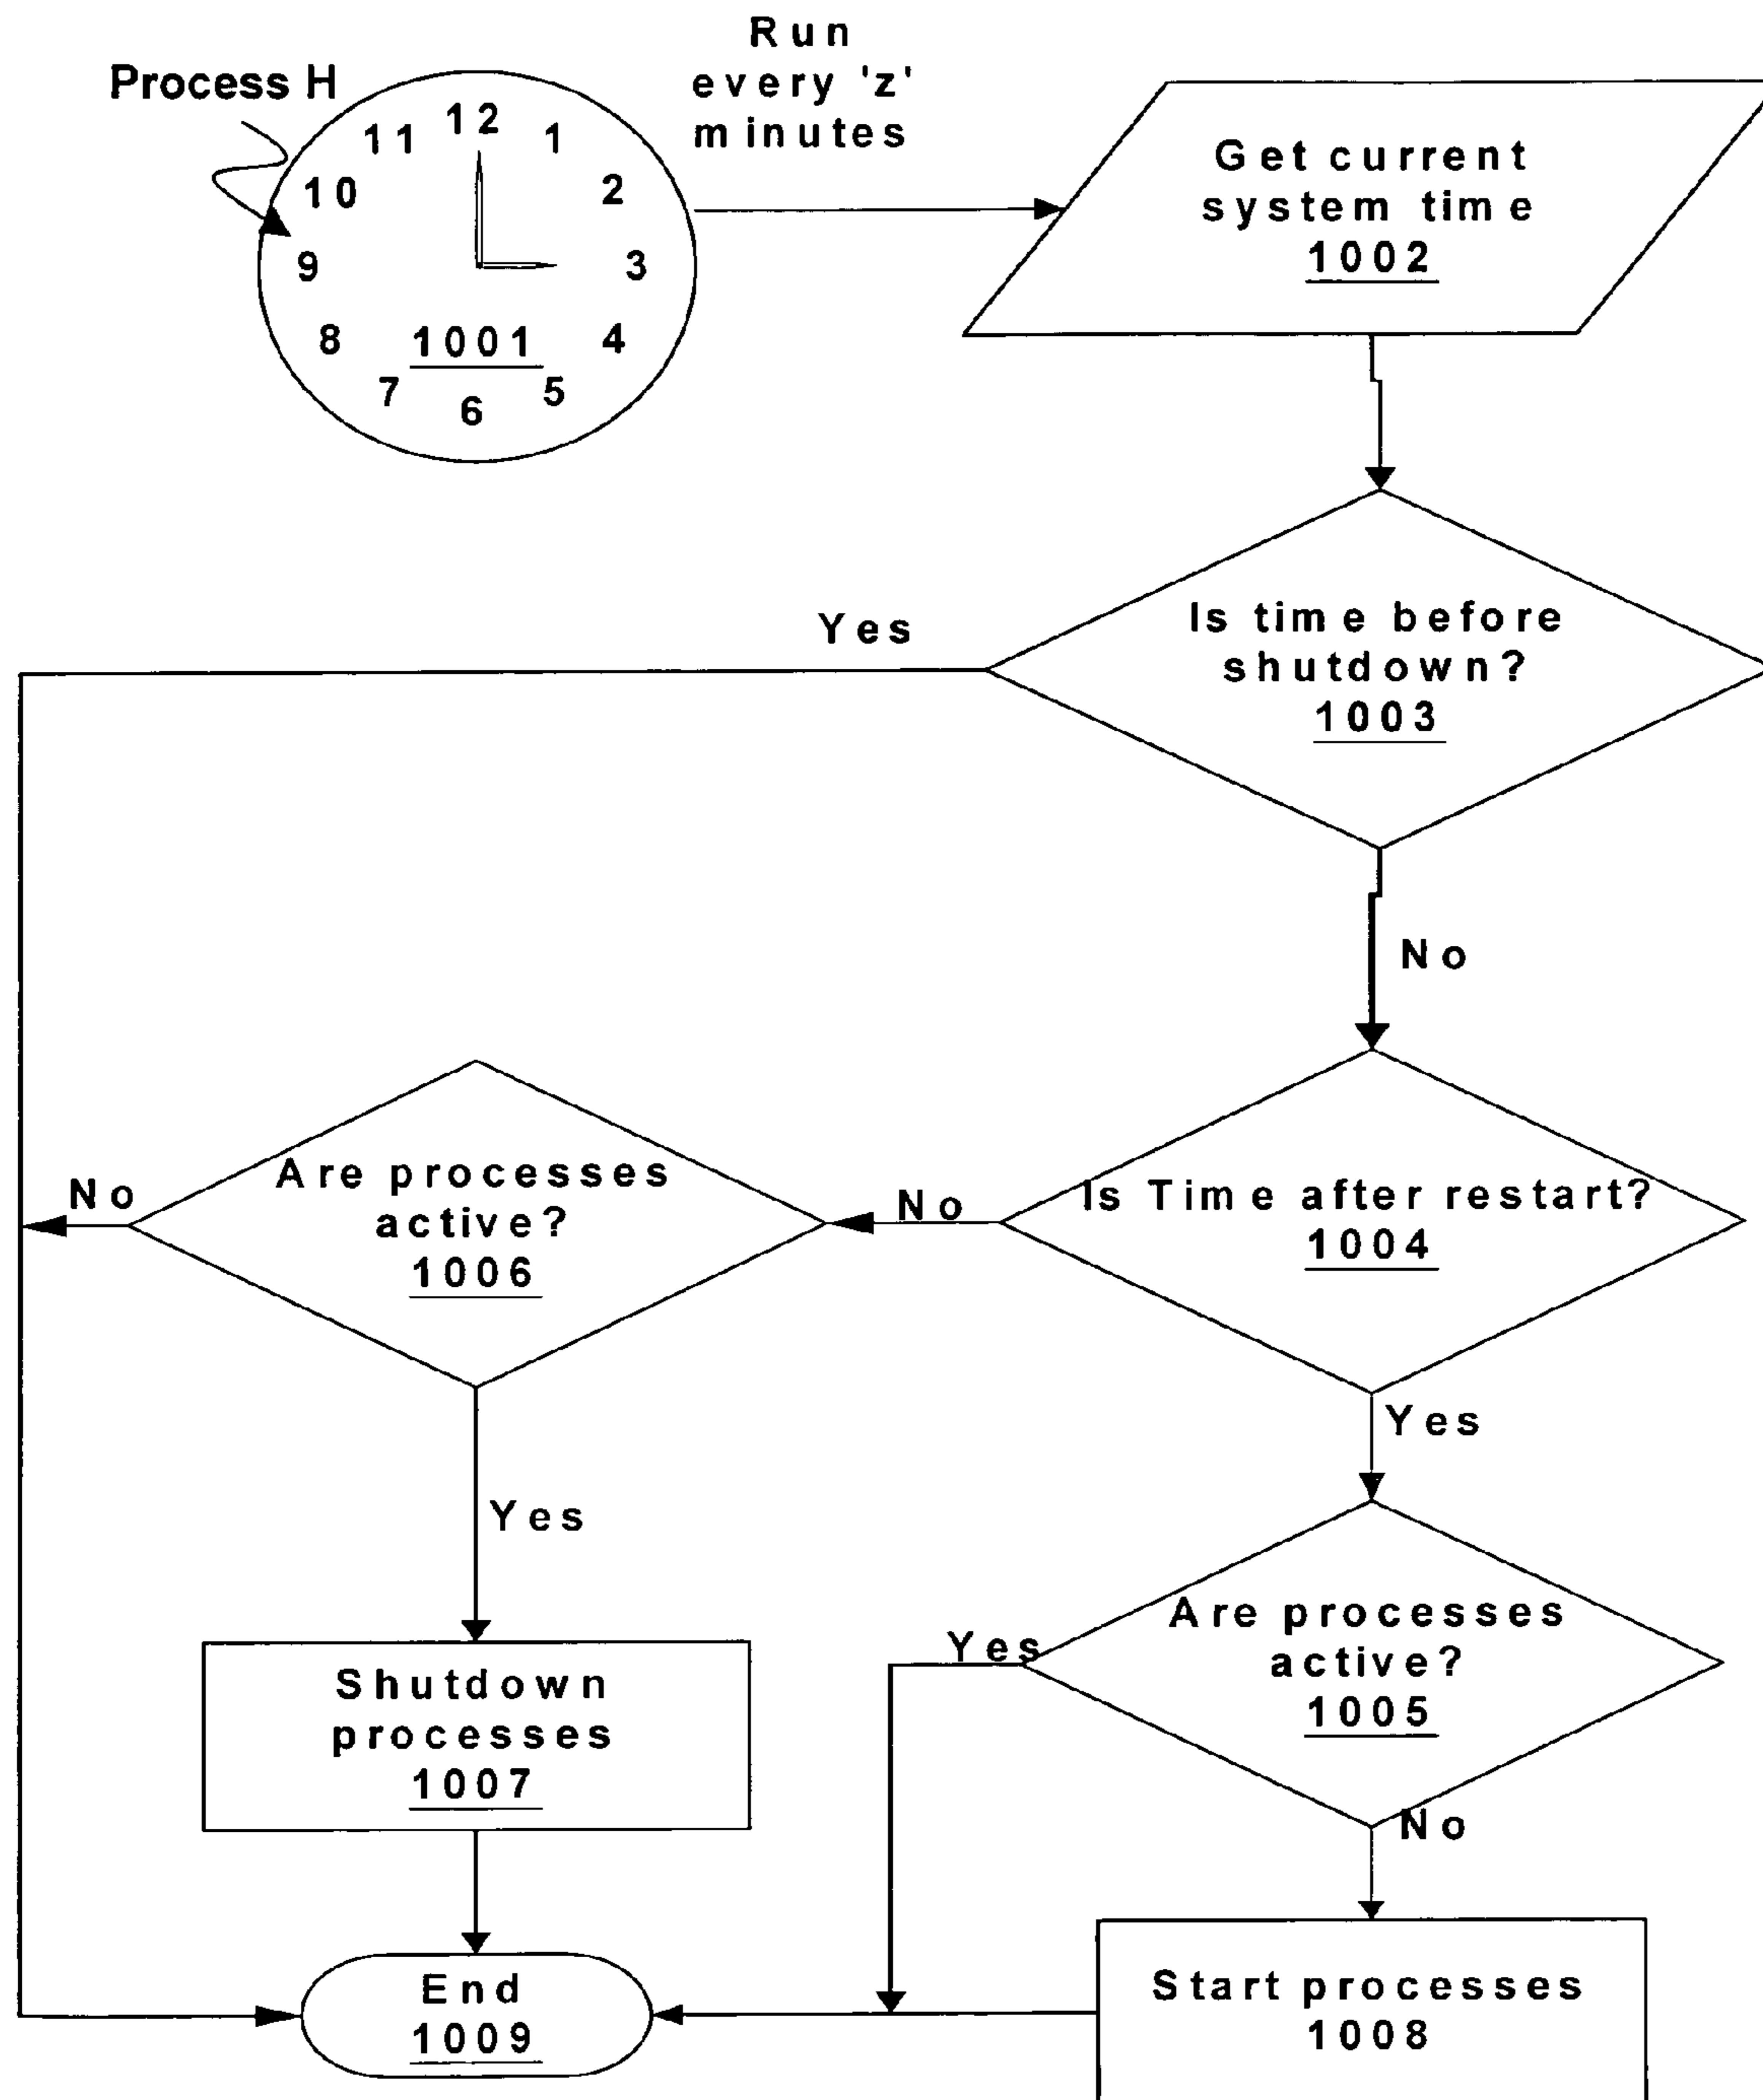 Process H
12
11
1
10
2
9
3
8
4
7
5
6
1001
Run
every 'z'
minutes
Get current
system time
1002
Is time before
shutdown?
1003
Yes
No
Is Time after restart?
1004
No
Are processes
active?
1006
No
Yes
Yes
Shutdown
processes
1007
Are processes
active?
1005
Yes
No
Start processes
1008
End
1009